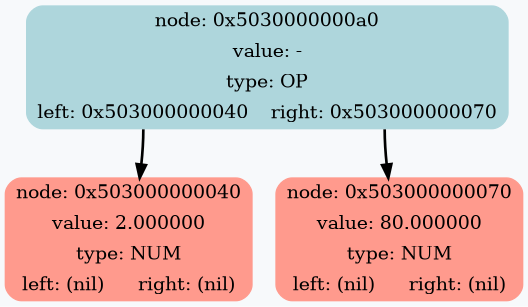 node: 0x5030000000a0
value: -
type: OP
left: 0x503000000040 right: 0x503000000070
node: 0x503000000040
value: 2.000000
type: NUM
left: (nil) right: (nil)
node: 0x503000000070
value: 80.000000
type: NUM
left: (nil) right: (nil)